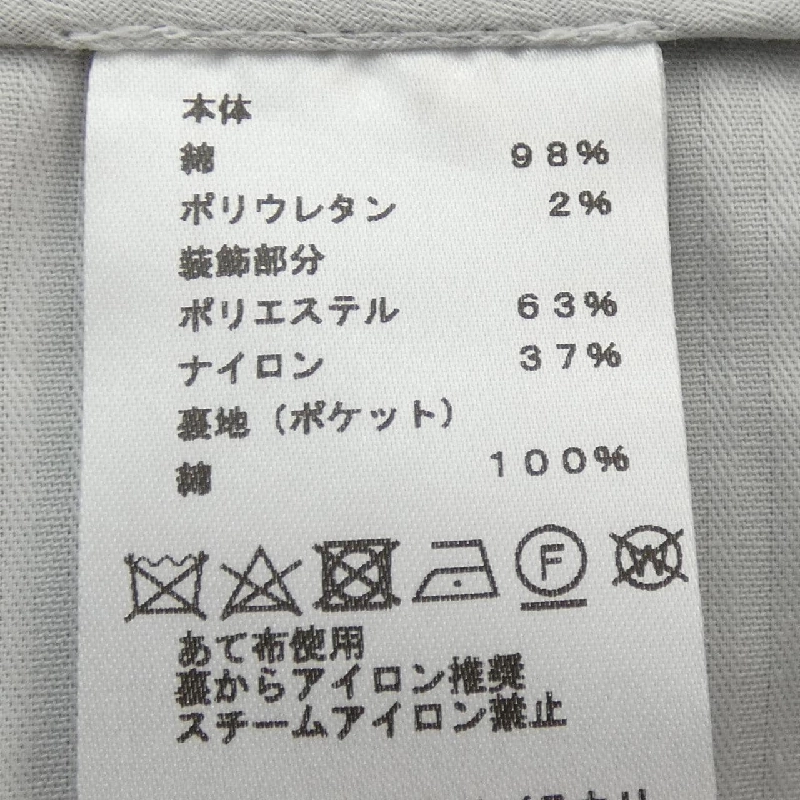 本体
綿 98%
ポリウレタン 2%
装飾部分
ポリエステル 63%
ナイロン 37%
裏地（ポケット）
綿 100%
F W
あて布使用
裏からアイロン推奨
スチームアイロン禁止